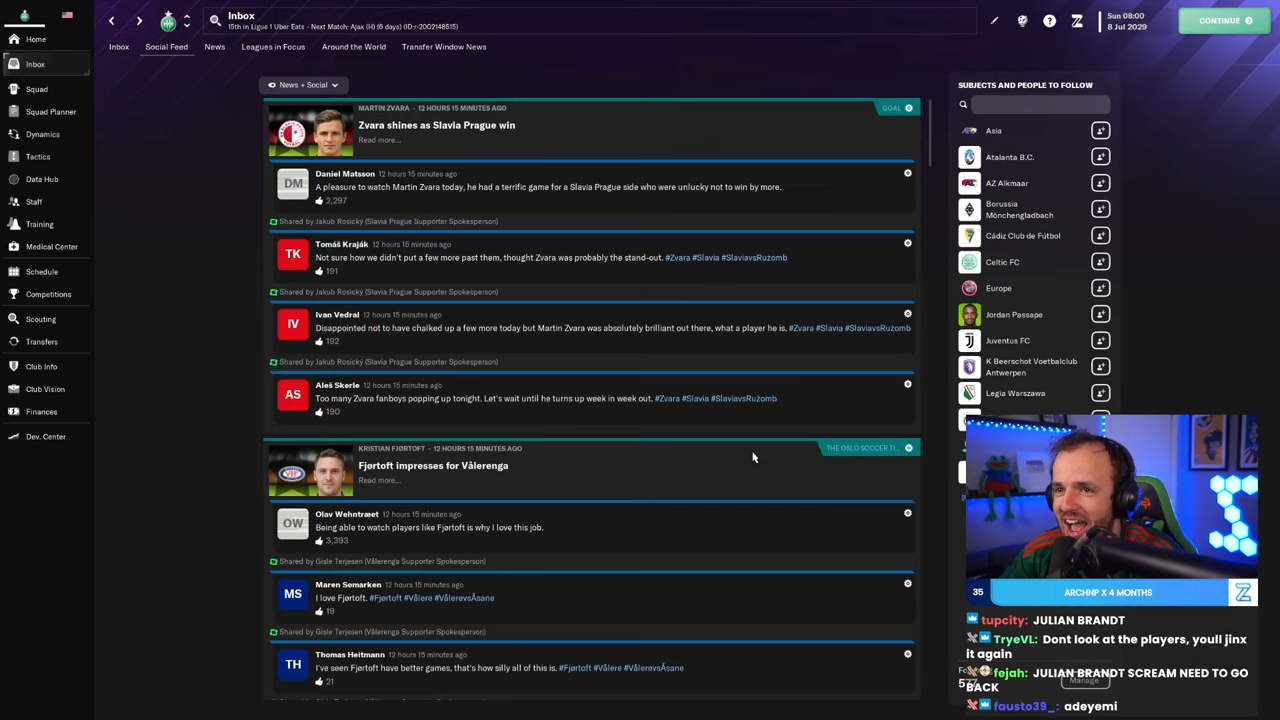 Inbox
15th in Ligue 1 Uber Eats - Next Match: Ajax (H) (6 days) (ID:r-2002148515)
Sun 08:00
8 Jul 2029
CONTINUE
Home
Inbox
Squad
Squad Planner
Dynamics
Tactics
Data Hub
Staff
Training
Medical Center
Schedule
Competitions
Scouting
Transfers
Club Info
Club Vision
Finances
Dev. Center
Inbox Social Feed News Leagues in Focus Around the World Transfer Window News
News + Social
MARTIN ZVARA - 12 HOURS 15 MINUTES AGO
GOAL
Zvara shines as Slavia Prague win
Read more...
DM
Daniel Matsson 12 hours 15 minutes ago
A pleasure to watch Martin Zvara today, he had a terrific game for a Slavia Prague side who were unlucky not to win by more.
2,297
Shared by Jakub Rosický (Slavia Prague Supporter Spokesperson)
TK
Tomáš Kraják 12 hours 15 minutes ago
Not sure how we didn't put a few more past them, thought Zvara was probably the stand-out. #Zvara #Slavia #SlaviavsRužomb
191
Shared by Jakub Rosický (Slavia Prague Supporter Spokesperson)
IV
Ivan Vedral 12 hours 15 minutes ago
Disappointed not to have chalked up a few more today but Martin Zvara was absolutely brilliant out there, what a player he is. #Zvara #Slavia #SlaviavsRužomb
192
Shared by Jakub Rosický (Slavia Prague Supporter Spokesperson)
AS
Aleš Skerle 12 hours 15 minutes ago
Too many Zvara fanboys popping up tonight. Let's wait until he turns up week in week out. #Zvara #Slavia #SlaviavsRužomb
190
KRISTIAN FJØRTOFT - 12 HOURS 15 MINUTES AGO
THE OSLO SOCCER TI...
Fjørtoft impresses for Vålerenga
Read more...
OW
Olav Wehntræet 12 hours 15 minutes ago
Being able to watch players like Fjørtoft is why I love this job.
3,393
Shared by Gisle Terjesen (Vålerenga Supporter Spokesperson)
MS
Maren Sømarken 12 hours 15 minutes ago
I love Fjørtoft. #Fjørtoft #Vålere #VålerevsÅsane
19
Shared by Gisle Terjesen (Vålerenga Supporter Spokesperson)
TH
Thomas Heitmann 12 hours 15 minutes ago
I've seen Fjørtoft have better games, that's how silly all of this is. #Fjørtoft #Vålere #VålerevsÅsane
21
SUBJECTS AND PEOPLE TO FOLLOW
Asia
Atalanta B.C.
AZ Alkmaar
Borussia
Mönchengladbach
Cádiz Club de Fútbol
Celtic FC
Europe
Jordan Passape
Juventus FC
K Beerschot Voetbalclub
Antwerpen
Legia Warszawa
Manage
35 ARCHNP X 4 MONTHS
tupcity: JULIAN BRANDT
TryeVL: Dont look at the players, youll jinx
it again
fejah: JULIAN BRANDT SCREAM NEED TO GO
BACK
fausto39_: adeyemi